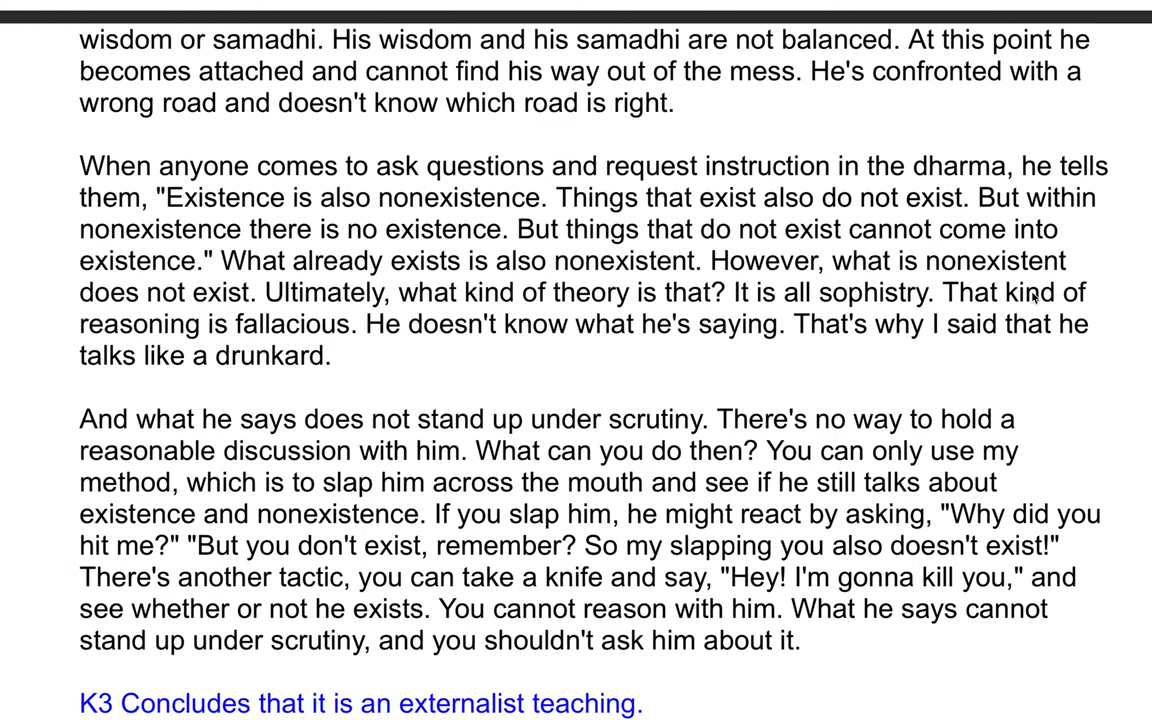 wisdom or samadhi. His wisdom and his samadhi are not balanced. At this point he
becomes attached and cannot find his way out of the mess. He's confronted with a
wrong road and doesn't know which road is right.
When anyone comes to ask questions and request instruction in the dharma, he tells
them, "Existence is also nonexistence. Things that exist also do not exist. But within
nonexistence there is no existence. But things that do not exist cannot come into
existence." What already exists is also nonexistent. However, what is nonexistent
does not exist. Ultimately, what kind of theory is that? It is all sophistry. That kind of
reasoning is fallacious. He doesn't know what he's saying. That's why I said that he
talks like a drunkard.
And what he says does not stand up under scrutiny. There's no way to hold a
reasonable discussion with him. What can you do then? You can only use my
method, which is to slap him across the mouth and see if he still talks about
existence and nonexistence. If you slap him, he might react by asking, "Why did you
hit me?" "But you don't exist, remember? So my slapping you also doesn't exist!"
There's another tactic, you can take a knife and say, "Hey! I'm gonna kill you," and
see whether or not he exists. You cannot reason with him. What he says cannot
stand up under scrutiny, and you shouldn't ask him about it.
K3 Concludes that it is an externalist teaching.